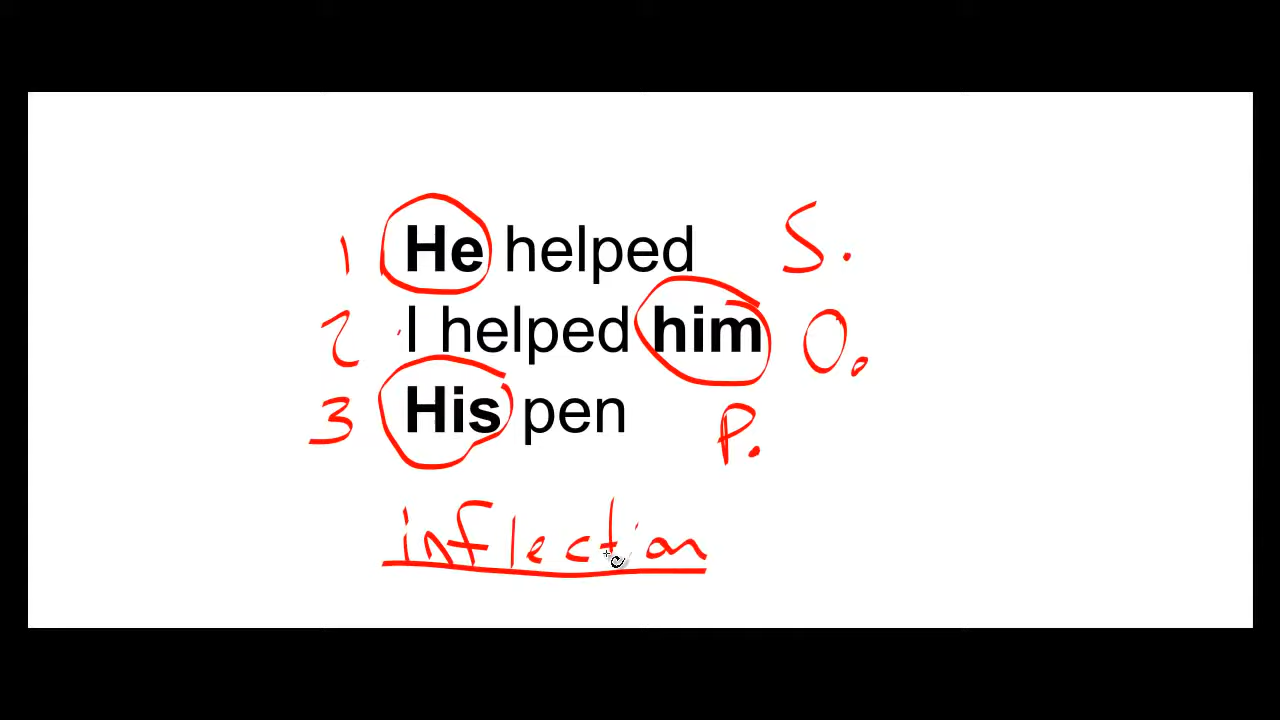 1 He helped S.
2 I helped him O.
3 His pen P.
inflection